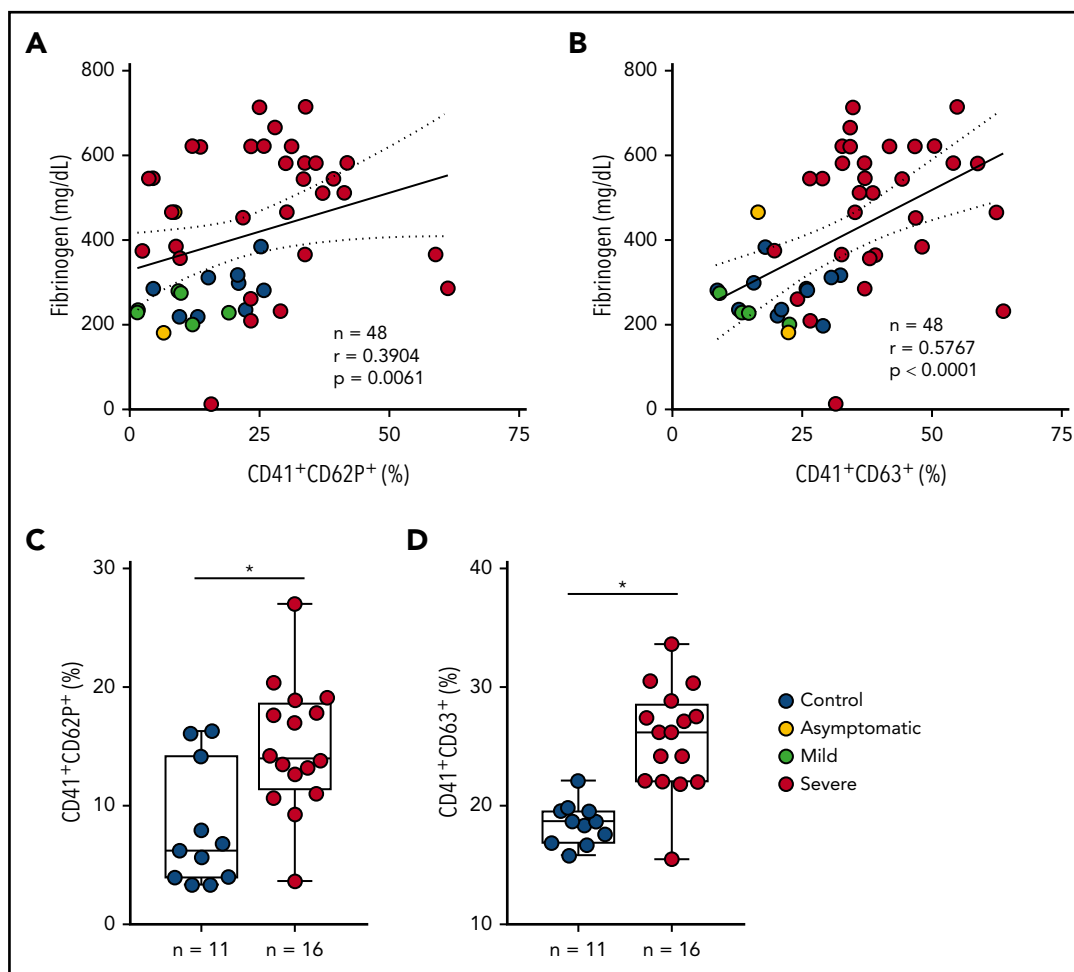 A
Fibrinogen (mg/dL)
800
600
400
200
0
0 25 50 75
CD41⁺CD62P⁺ (%)
n = 48
r = 0.3904
p = 0.0061
B
Fibrinogen (mg/dL)
800
600
400
200
0
0 25 50 75
CD41⁺CD63⁺ (%)
n = 48
r = 0.5767
p < 0.0001
C
CD41⁺CD62P⁺ (%)
30
20
10
0
*
n = 11 n = 16
D
CD41⁺CD63⁺ (%)
40
30
20
10
*
n = 11 n = 16
Control
Asymptomatic
Mild
Severe